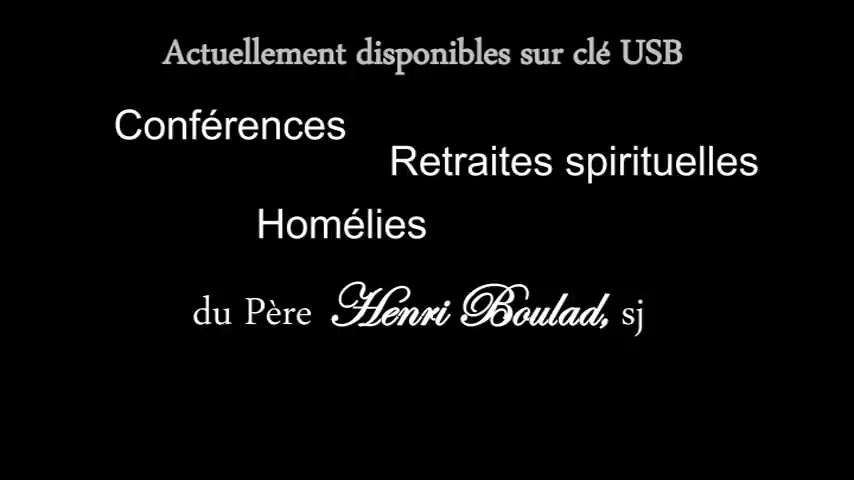 Actuellement disponibles sur clé USB
Conférences
Retraites spirituelles
Homélies
du Père Henri Boulad, sj